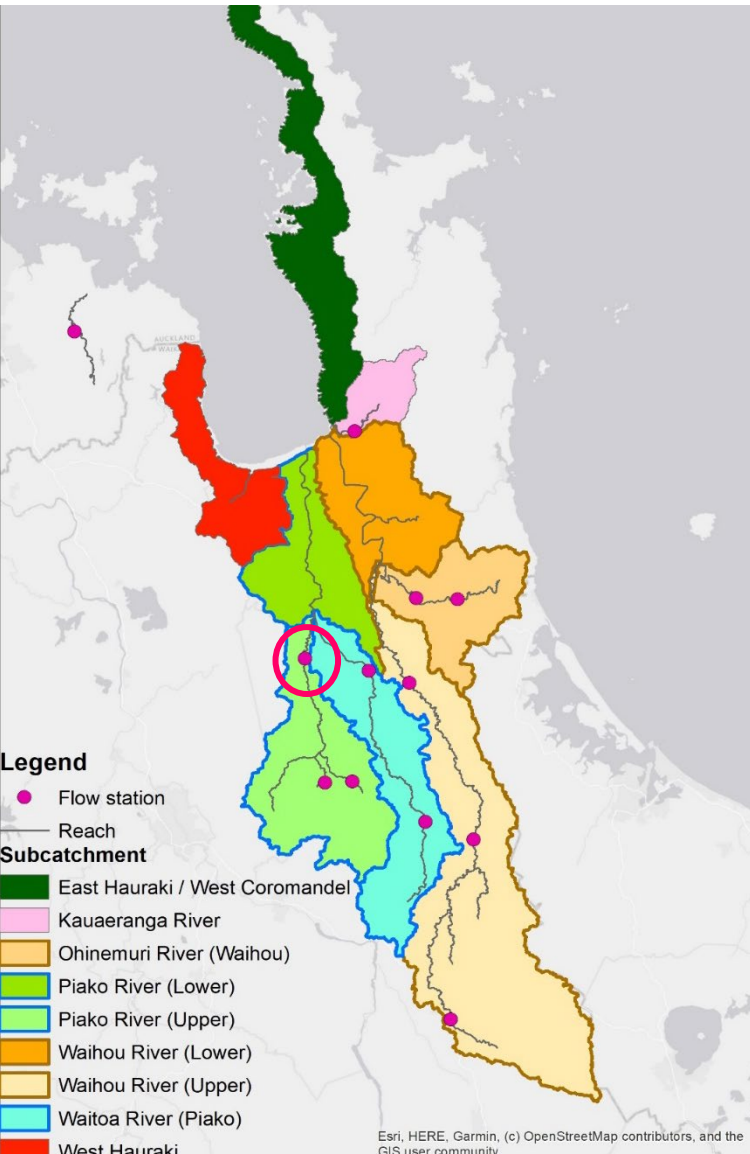 AUCKLAND
Legend
Flow station
Reach
Subcatchment
East Hauraki / West Coromandel
Kauaeranga River
Ohinemuri River (Waihou)
Piako River (Lower)
Piako River (Upper)
Waihou River (Lower)
Waihou River (Upper)
Waitoa River (Piako)
West Hauraki
Esri, HERE, Garmin, (c) OpenStreetMap contributors, and the
GIS user community